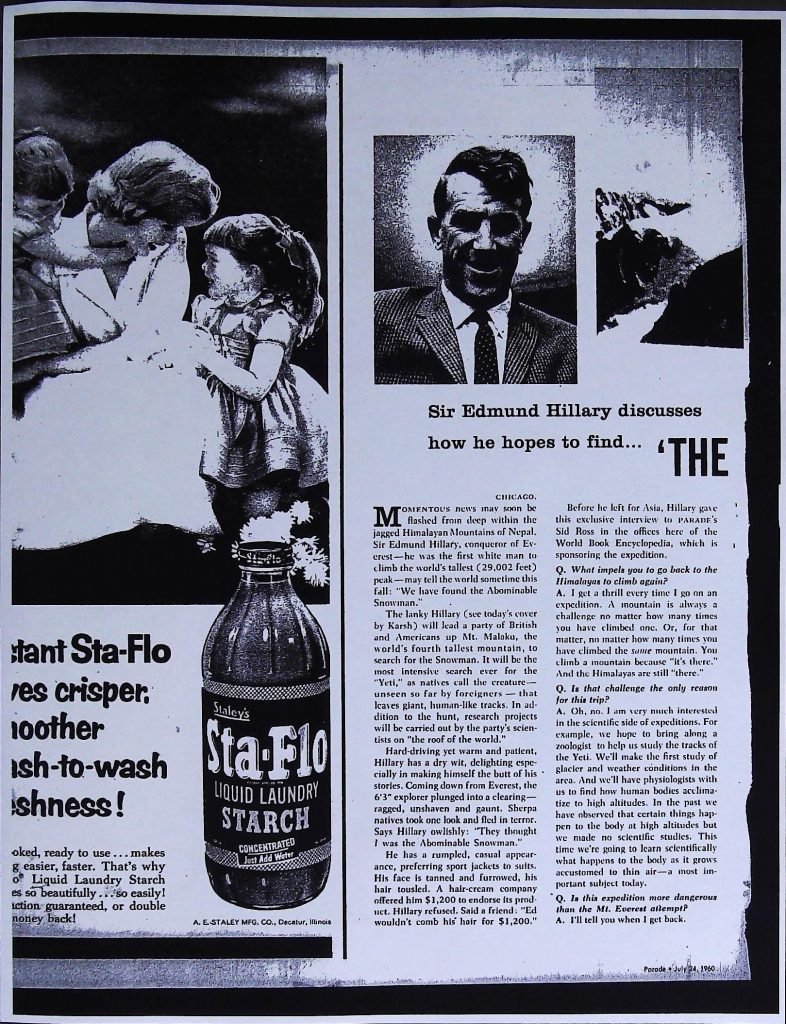 Sir Edmund Hillary discusses
how he hopes to find...
'THE
CHICAGO.
MOMENTOUS news may soon be
flashed from deep within the
jagged Himalayan Mountains of Nepal.
Sir Edmund Hillary, conqueror of Ev-
erest—he was the first white man to
climb the world's tallest (29,002 feet)
peak—may tell the world sometime this
fall: "We have found the Abominable
Snowman."
The lanky Hillary (see today's cover
by Karsh) will lead a party of British
and Americans up Mt. Malaku, the
world's fourth tallest mountain, to
search for the Snowman. It will be the
most intensive search ever for the
"Yeti," as natives call the creature—
unseen so far by foreigners — that
leaves giant, human-like tracks. In ad-
dition to the hunt, research projects
will be carried out by the party's scien-
tists on "the roof of the world."
Hard-driving yet warm and patient,
Hillary has a dry wit, delighting espe-
cially in making himself the butt of his
stories. Coming down from Everest, the
6'3" explorer plunged into a clearing—
ragged, unshaven and gaunt. Sherpa
natives took one look and fled in terror.
Says Hillary owlishly: "They thought
I was the Abominable Snowman."
He has a rumpled, casual appear-
ance, preferring sport jackets to suits.
His face is tanned and furrowed, his
hair tousled. A hair-cream company
offered him $1,200 to endorse its prod-
uct. Hillary refused. Said a friend: "Ed
wouldn't comb his hair for $1,200."
Before he left for Asia, Hillary gave
this exclusive interview to PARADE's
Sid Ross in the offices here of the
World Book Encyclopedia, which is
sponsoring the expedition.
Q. What impels you to go back to the
Himalayas to climb again?
A. I get a thrill every time I go on an
expedition. A mountain is always a
challenge no matter how many times
you have climbed one. Or, for that
matter, no matter how many times you
have climbed the same mountain. You
climb a mountain because "it's there."
And the Himalayas are still "there."
Q. Is that challenge the only reason
for this trip?
A. Oh, no. I am very much interested
in the scientific side of expeditions. For
example, we hope to bring along a
zoologist to help us study the tracks of
the Yeti. We'll make the first study of
glacier and weather conditions in the
area. And we'll have physiologists with
us to find how human bodies acclima-
tize to high altitudes. In the past we
have observed that certain things hap-
pen to the body at high altitudes but
we made no scientific studies. This
time we're going to learn scientifically
what happens to the body as it grows
accustomed to thin air—a most im-
portant subject today.
Q. Is this expedition more dangerous
than the Mt. Everest attempt?
A. I'll tell you when I get back.
Parade • July 24, 1960
stant Sta-Flo
ves crisper,
noother
ash-to-wash
eshness!
oked, ready to use...makes
g easier, faster. That's why
o® Liquid Laundry Starch
es so beautifully...so easily!
action guaranteed, or double
money back!
Staley's
Sta-Flo
LIQUID LAUNDRY
STARCH
CONCENTRATED
Just Add Water
A. E. STALEY MFG. CO., Decatur, Illinois